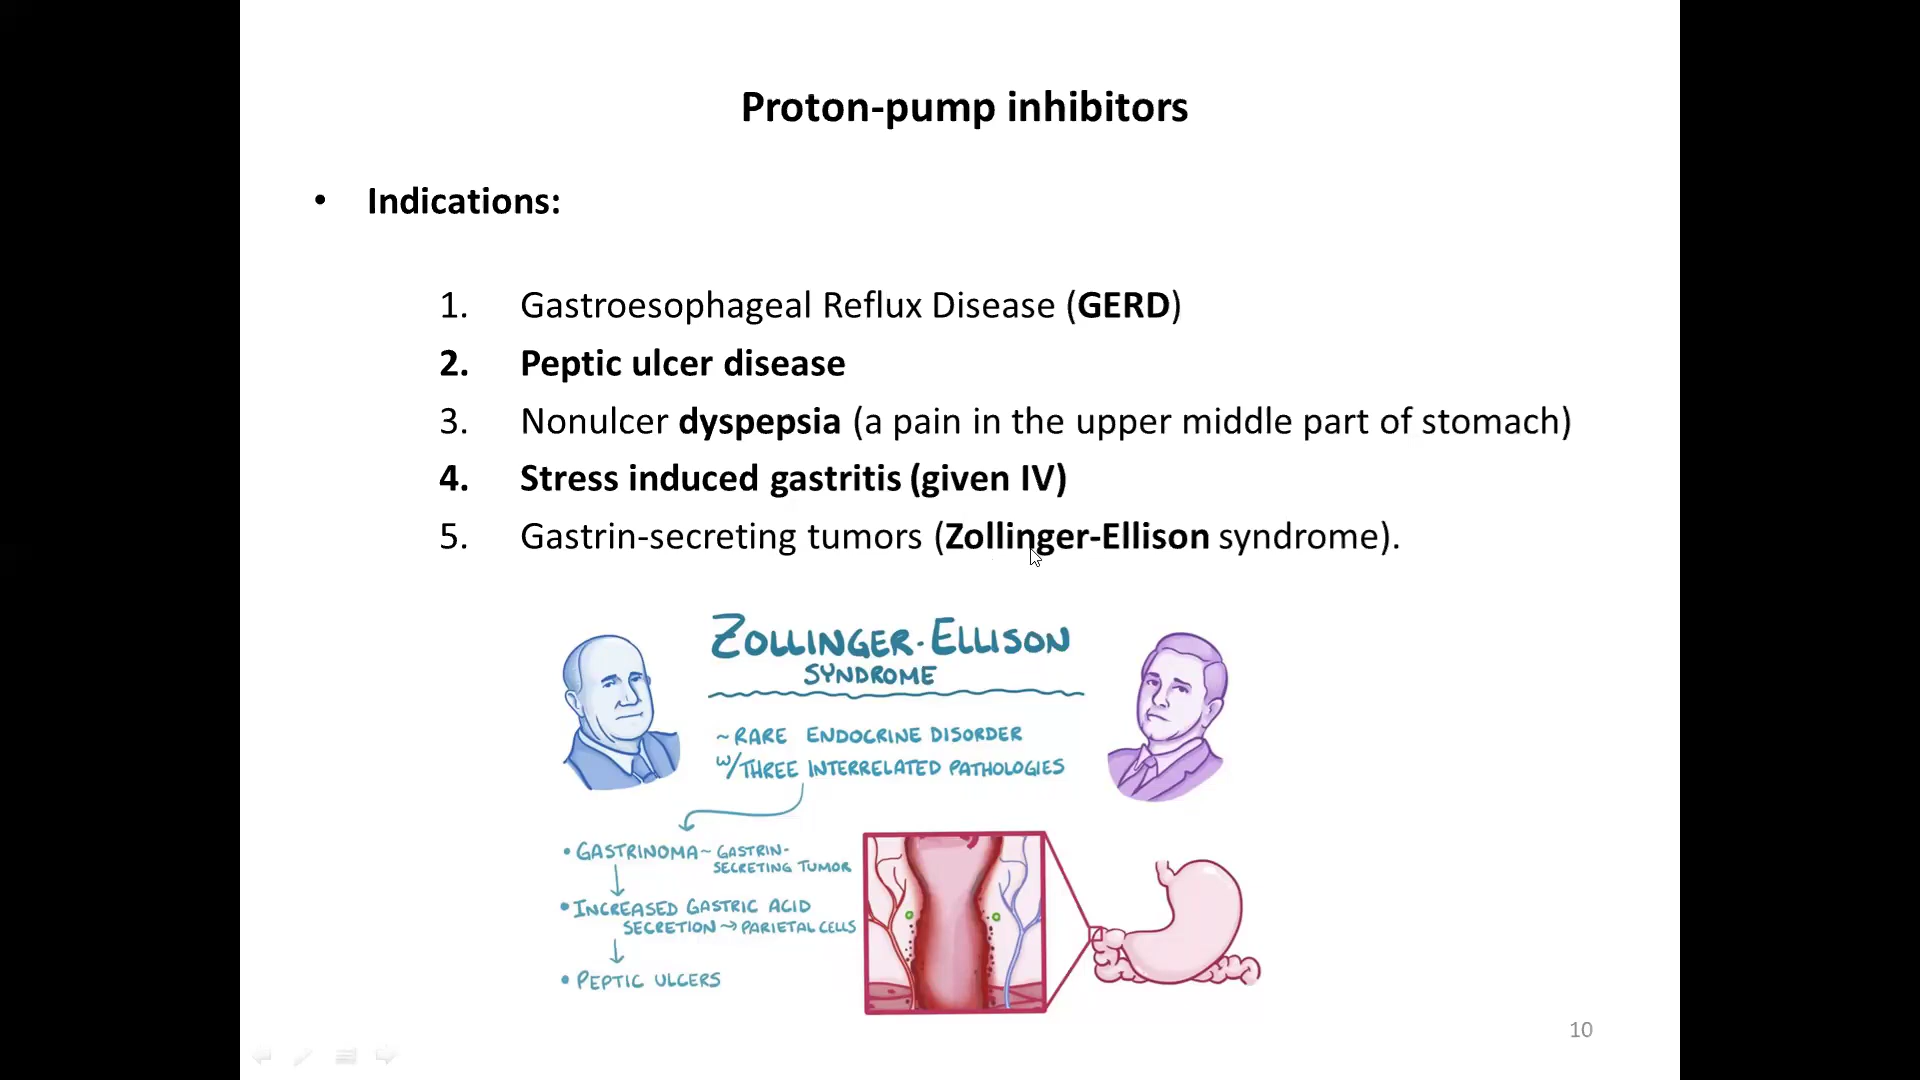 Proton-pump inhibitors
• Indications:
1. Gastroesophageal Reflux Disease (GERD)
2. Peptic ulcer disease
3. Nonulcer dyspepsia (a pain in the upper middle part of stomach)
4. Stress induced gastritis (given IV)
5. Gastrin-secreting tumors (Zollinger-Ellison syndrome).
ZOLLINGER-ELLISON
SYNDROME
~RARE ENDOCRINE DISORDER
w/THREE INTERRELATED PATHOLOGIES
• GASTRINOMA~ GASTRIN-
SECRETING TUMOR
• INCREASED GASTRIC ACID
SECRETION → PARIETAL CELLS
• PEPTIC ULCERS
10